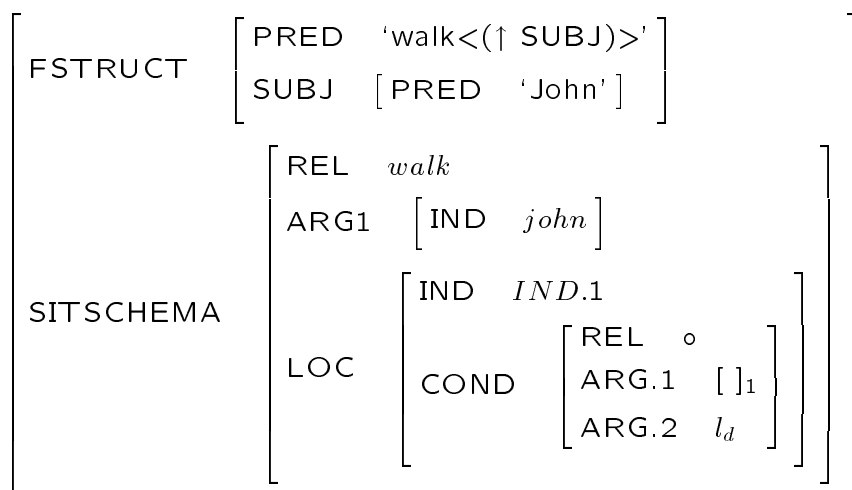 FSTRUCT
PRED ‘walk<(↑ SUBJ)>’
SUBJ [ PRED ‘John’ ]
SITSCHEMA
REL walk
ARG1 [ IND john ]
LOC
IND IND.1
COND
REL ∘
ARG.1 [ ]₁
ARG.2 l_d